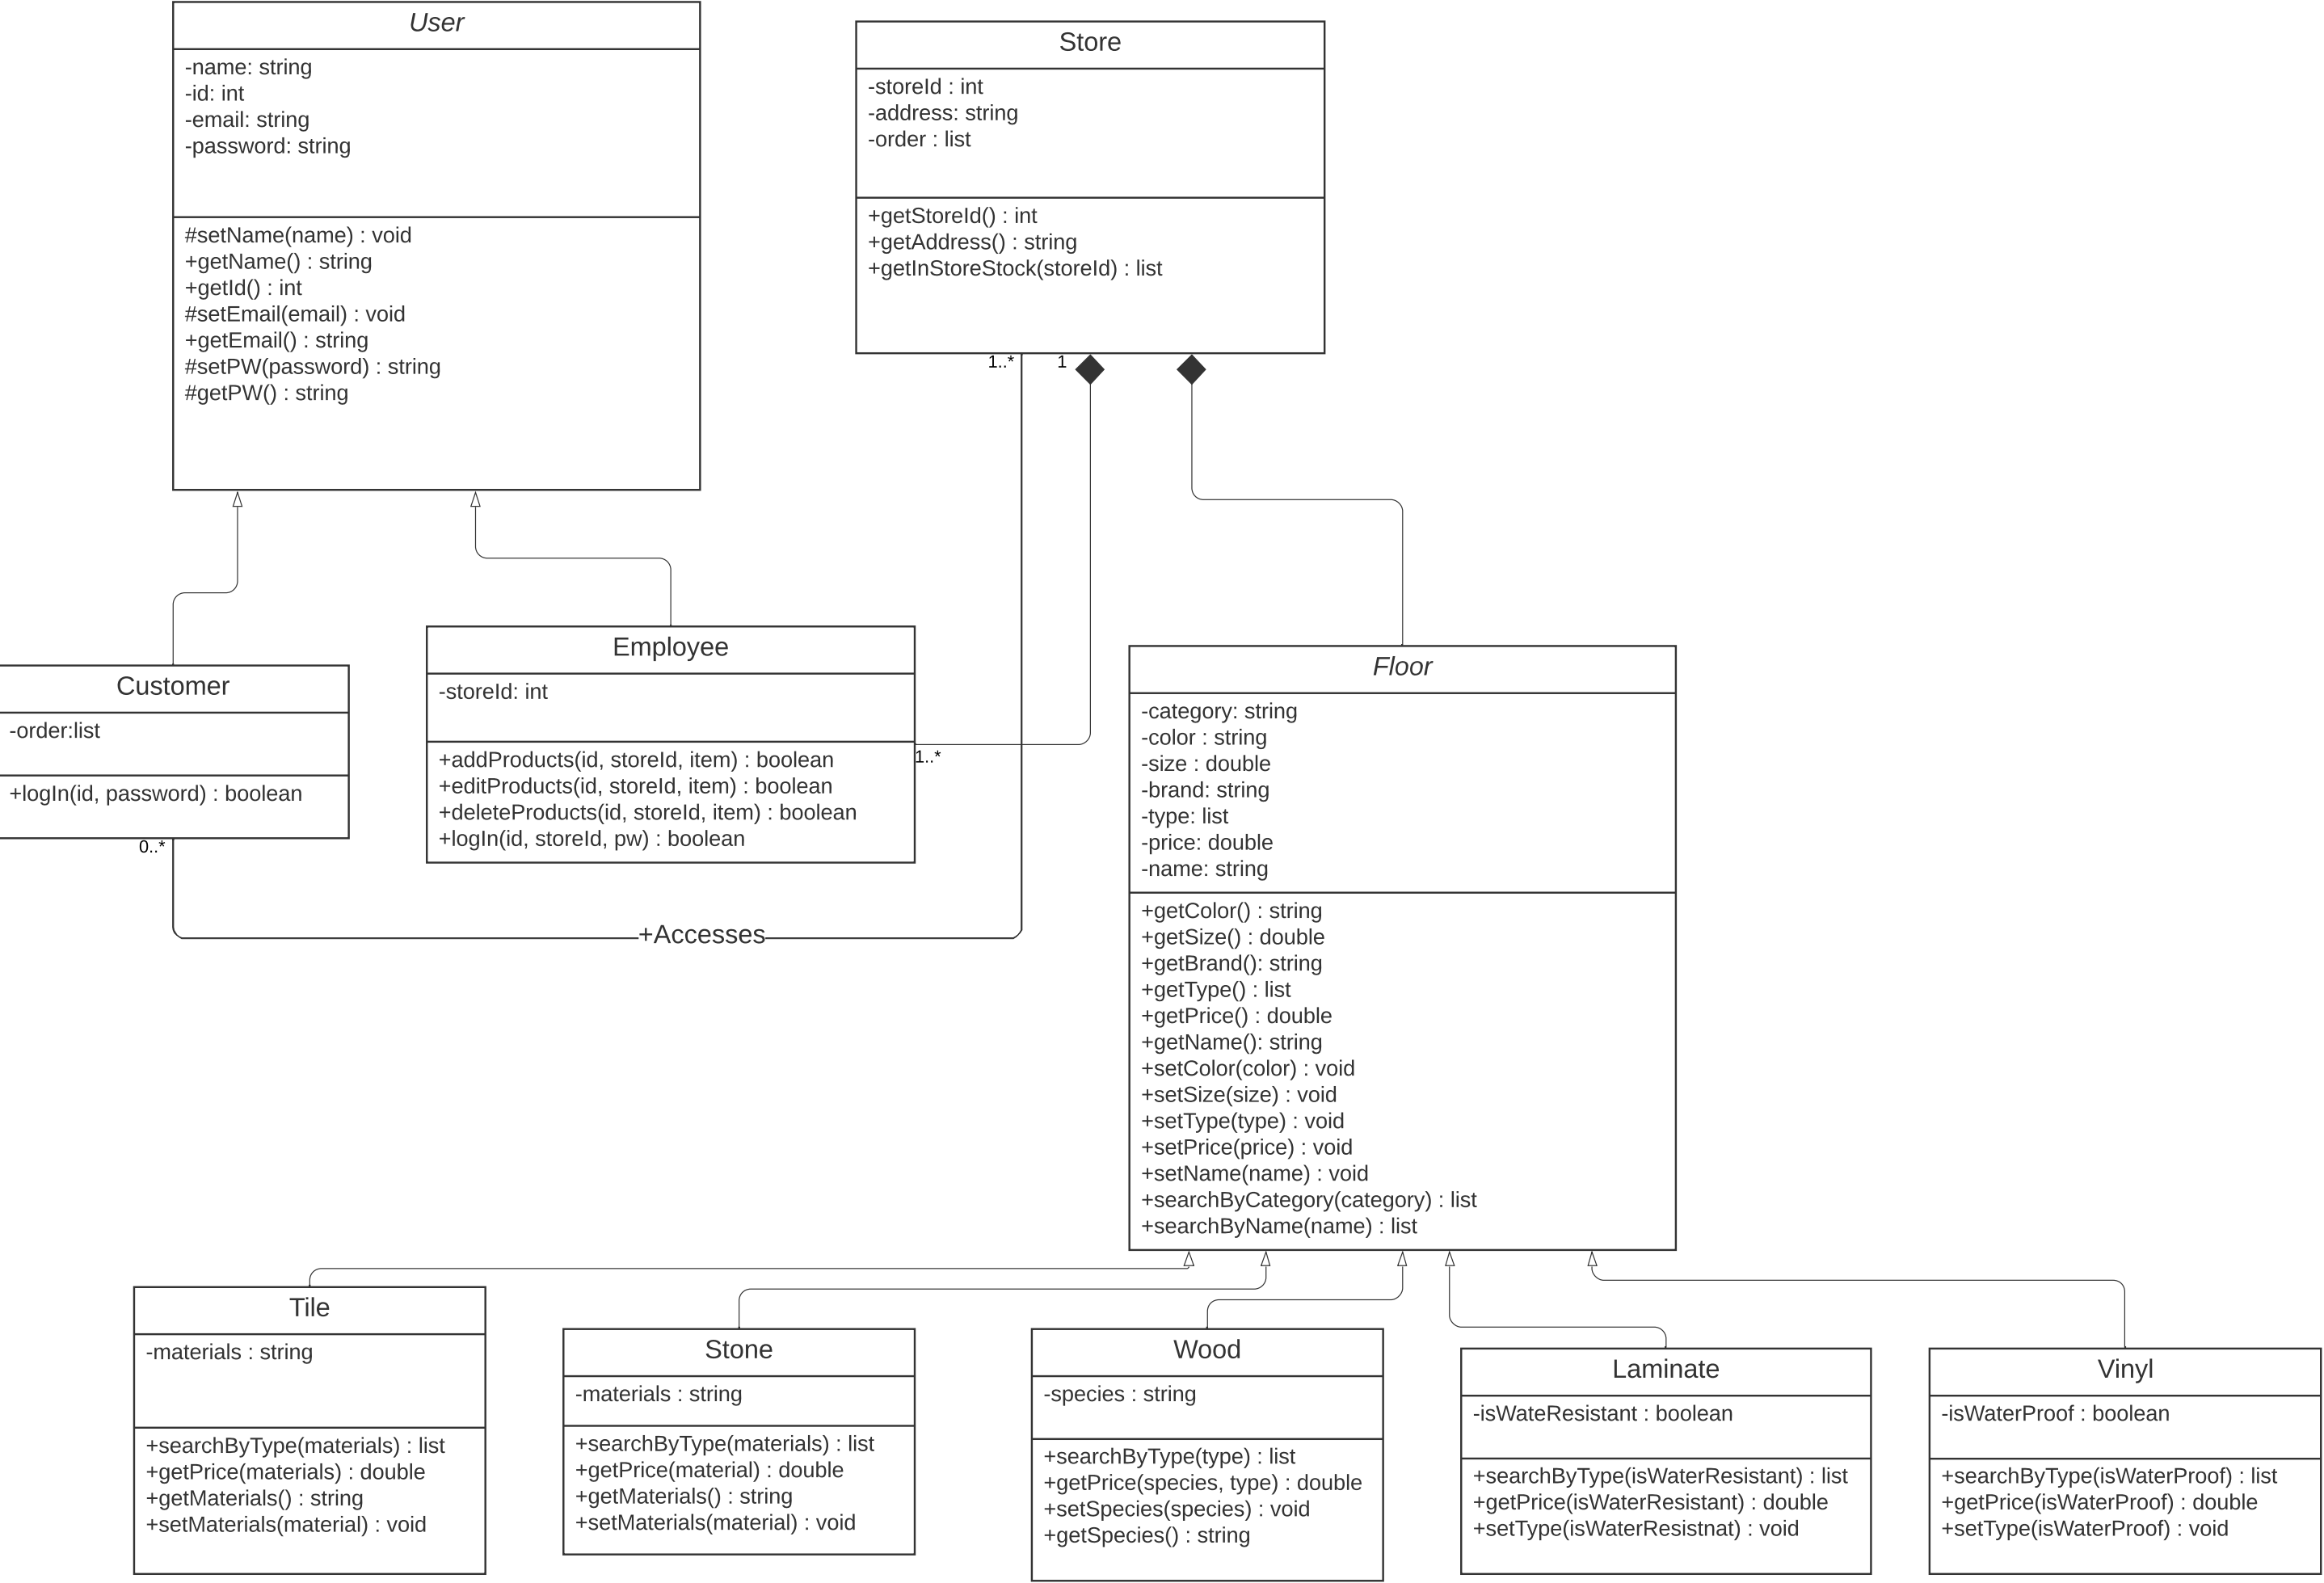 User
-name: string
-id: int
-email: string
-password: string
#setName(name) : void
+getName() : string
+getId() : int
#setEmail(email) : void
+getEmail() : string
#setPW(password) : string
#getPW() : string
Store
-storeId : int
-address: string
-order : list
+getStoreId() : int
+getAddress() : string
+getInStoreStock(storeId) : list
1..*
1
Customer
-order:list
+logIn(id, password) : boolean
0..*
Employee
-storeId: int
+addProducts(id, storeId, item) : boolean
+editProducts(id, storeId, item) : boolean
+deleteProducts(id, storeId, item) : boolean
+logIn(id, storeId, pw) : boolean
1..*
+Accesses
Floor
-category: string
-color : string
-size : double
-brand: string
-type: list
-price: double
-name: string
+getColor() : string
+getSize() : double
+getBrand(): string
+getType() : list
+getPrice() : double
+getName(): string
+setColor(color) : void
+setSize(size) : void
+setType(type) : void
+setPrice(price) : void
+setName(name) : void
+searchByCategory(category) : list
+searchByName(name) : list
Tile
-materials : string
+searchByType(materials) : list
+getPrice(materials) : double
+getMaterials() : string
+setMaterials(material) : void
Stone
-materials : string
+searchByType(materials) : list
+getPrice(material) : double
+getMaterials() : string
+setMaterials(material) : void
Wood
-species : string
+searchByType(type) : list
+getPrice(species, type) : double
+setSpecies(species) : void
+getSpecies() : string
Laminate
-isWateResistant : boolean
+searchByType(isWaterResistant) : list
+getPrice(isWaterResistant) : double
+setType(isWaterResistnat) : void
Vinyl
-isWaterProof : boolean
+searchByType(isWaterProof) : list
+getPrice(isWaterProof) : double
+setType(isWaterProof) : void